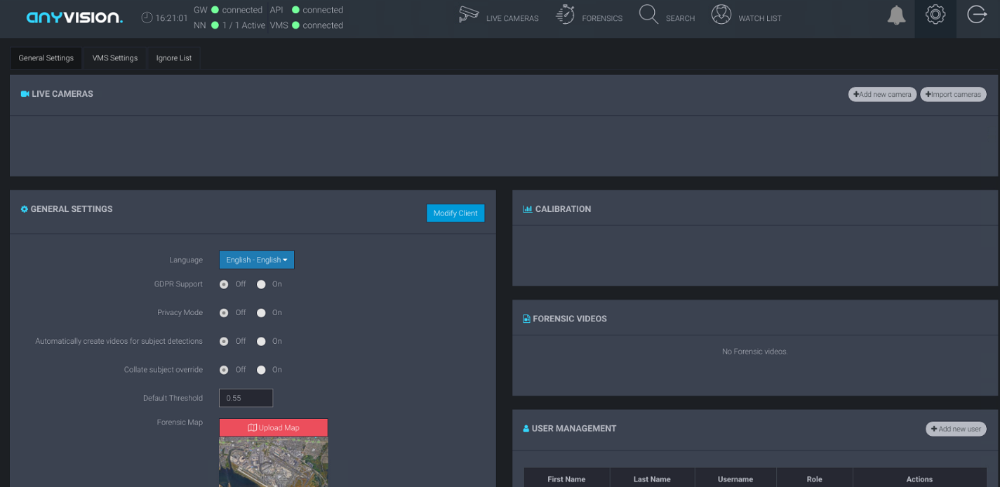 anyvision.
16:21:01
GW connected API connected
NN 1 / 1 Active VMS connected
LIVE CAMERAS
FORENSICS
SEARCH
WATCH LIST
General Settings
VMS Settings
Ignore List
LIVE CAMERAS
+Add new camera
+Import cameras
GENERAL SETTINGS
Modify Client
Language
English - English
GDPR Support
Off On
Privacy Mode
Off On
Automatically create videos for subject detections
Off On
Collate subject override
Off On
Default Threshold
0.55
Forensic Map
Upload Map
CALIBRATION
FORENSIC VIDEOS
No Forensic videos.
USER MANAGEMENT
+ Add new user
First Name Last Name Username Role Actions